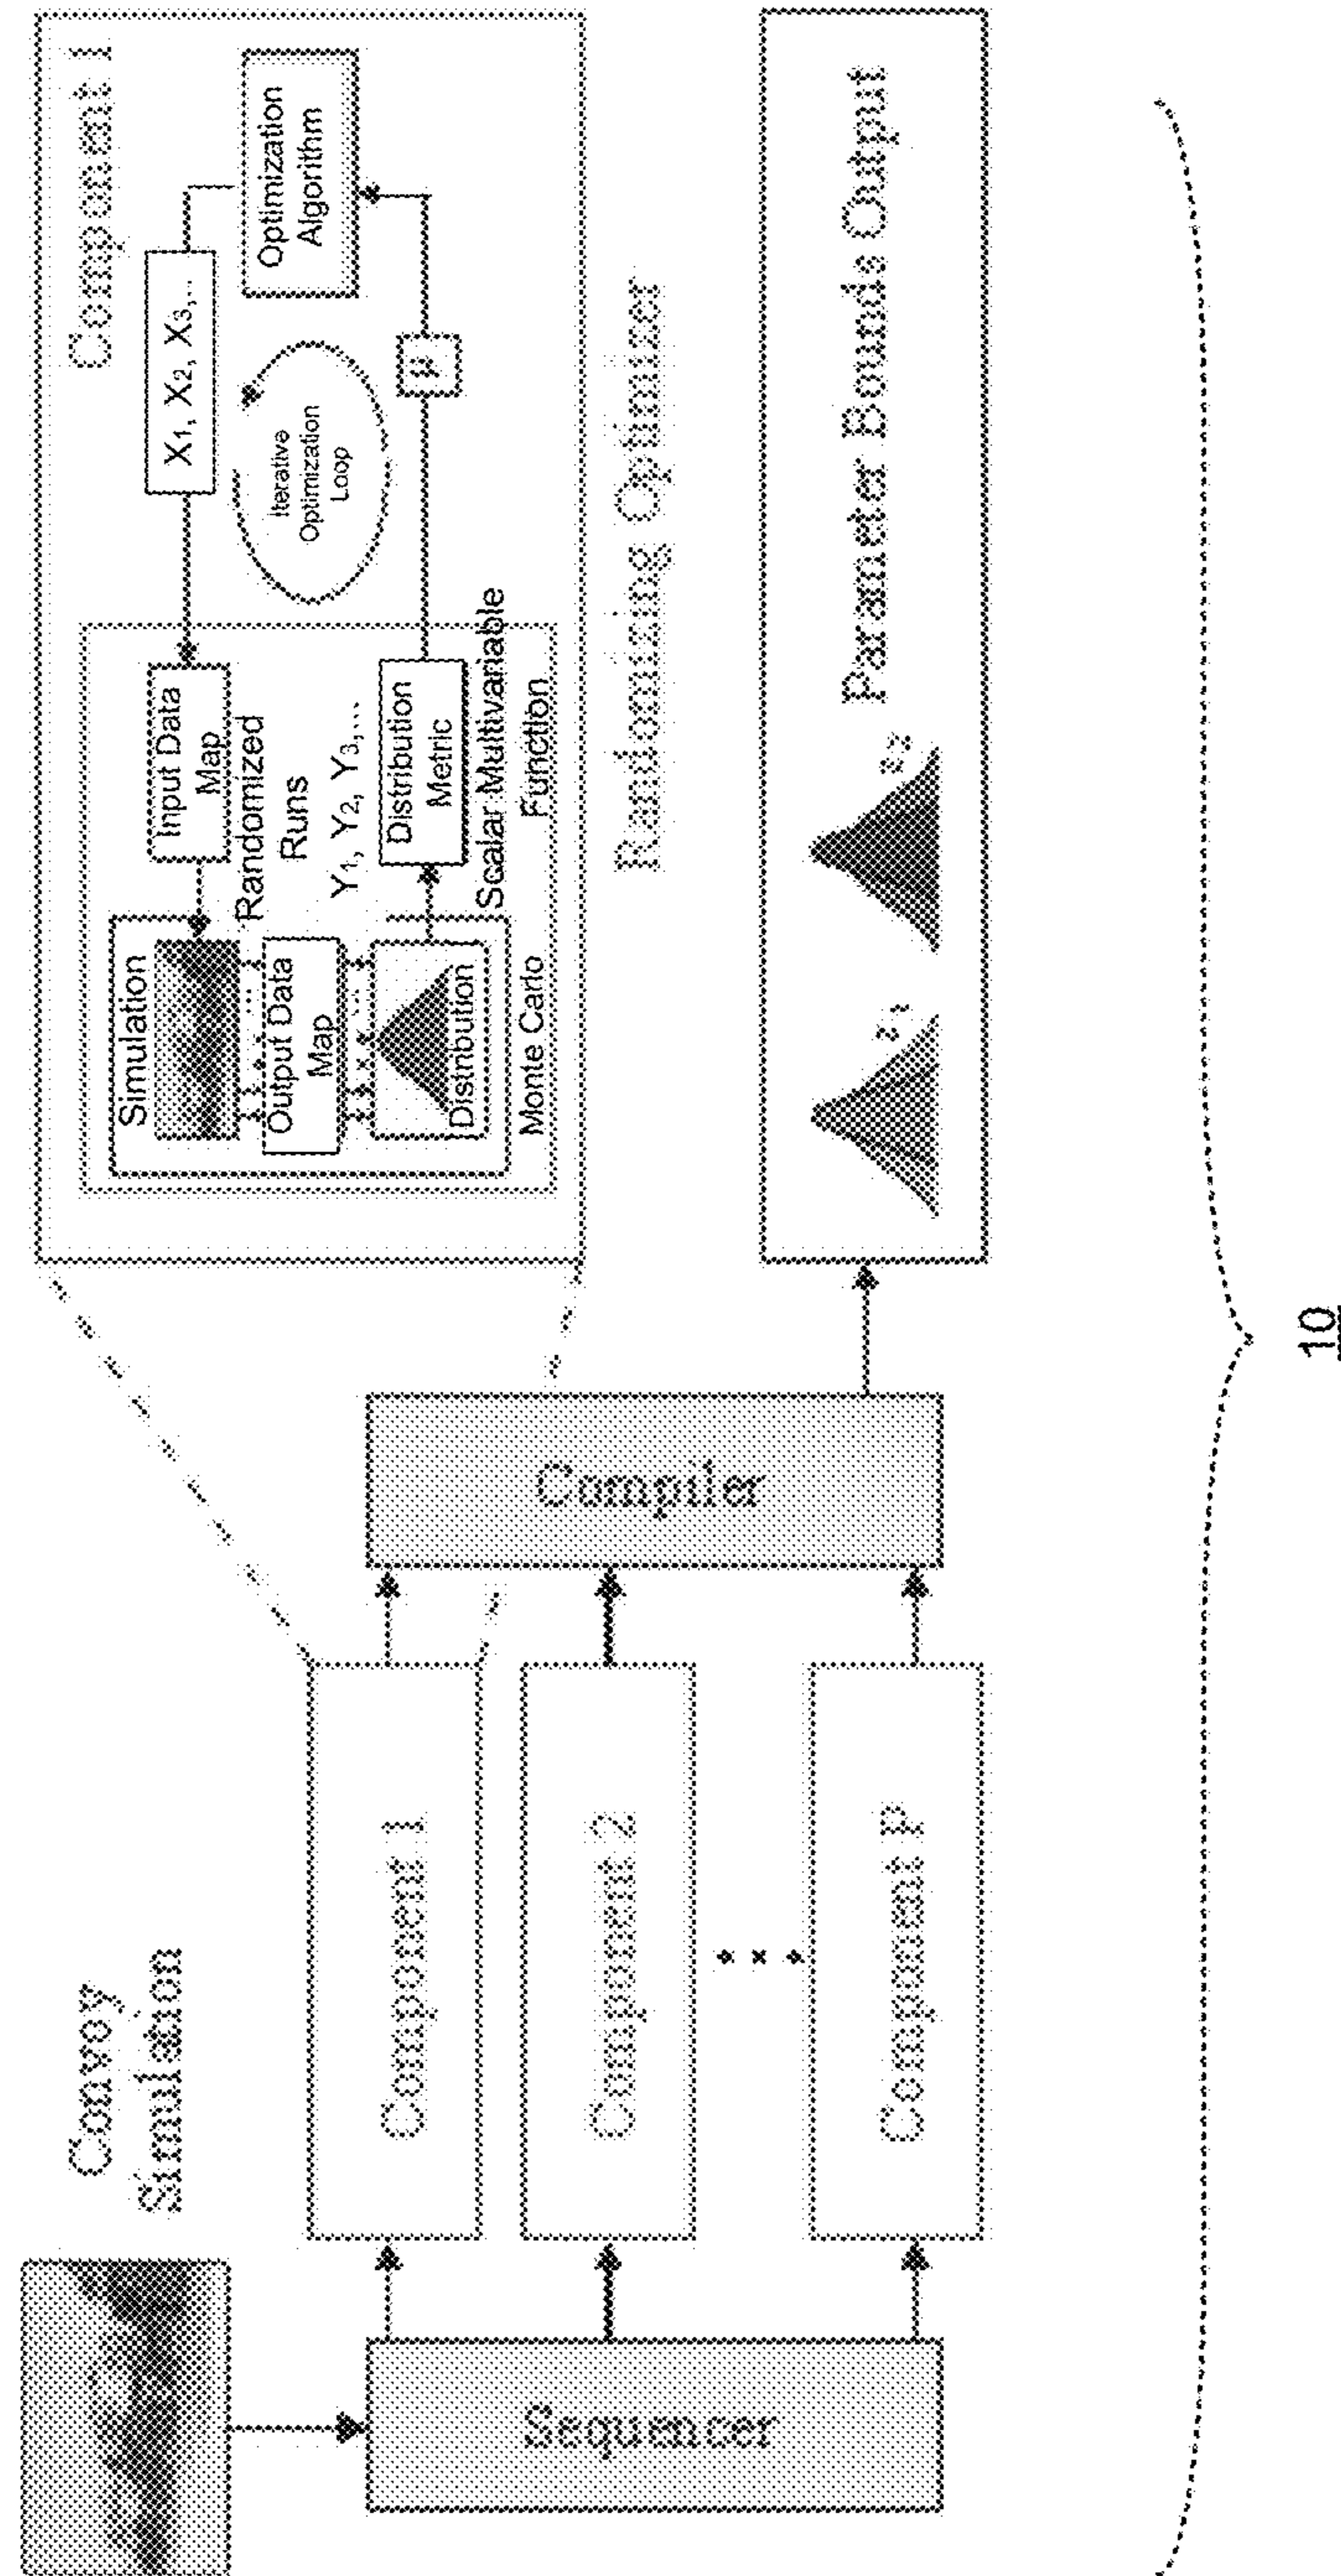 Convoy
Simulation
Sequencer
Component 1
Component 2
Component P
Compiler
Component 1
Simulation
Output Data
Map
Distribution
Monte Carlo
Input Data
Map
Randomized
Runs
Y1, Y2, Y3,...
Distribution
Metric
Scalar Multivariable
Function
X1, X2, X3,..
Iterative
Optimization
Loop
μ
Optimization
Algorithm
Randomizing Optimizer
Parameter Bounds Output
10